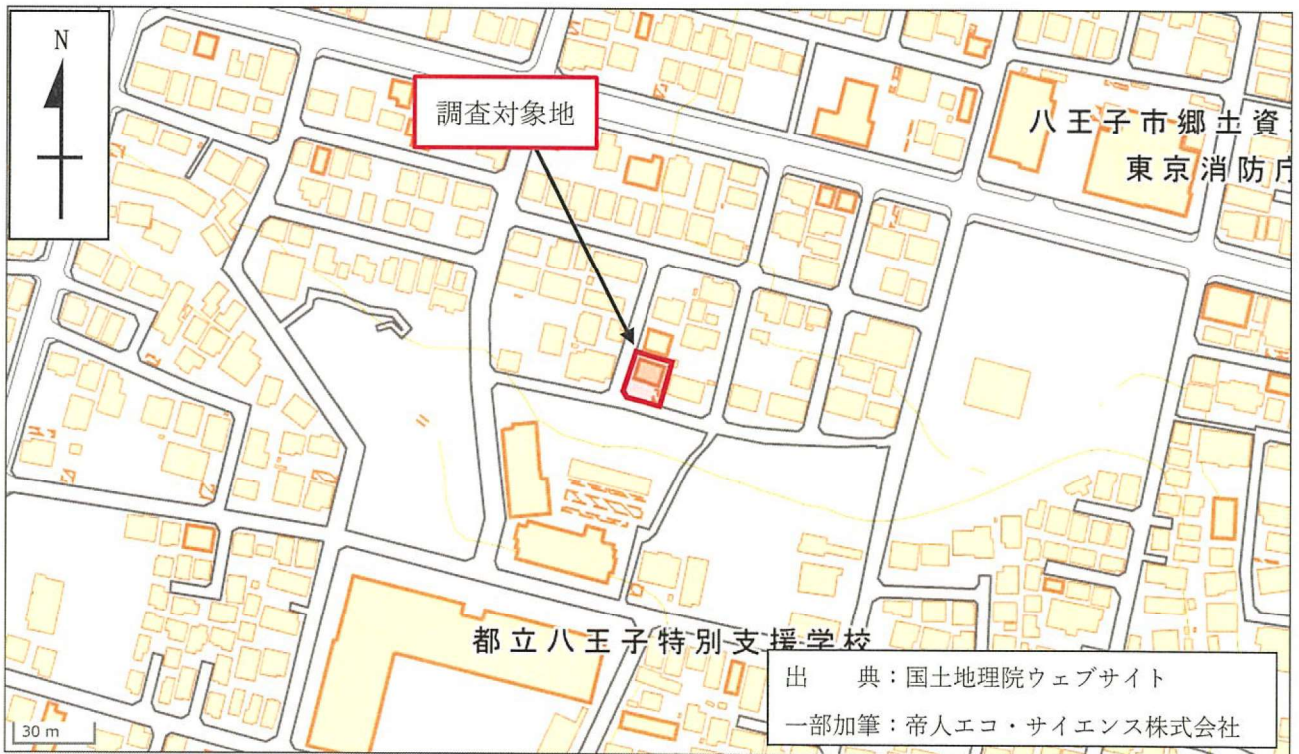 N
調査対象地
八王子市郷土資
東京消防庁
都立八王子特別支援学校
出　　典：国土地理院ウェブサイト
一部加筆：帝人エコ・サイエンス株式会社
30 m